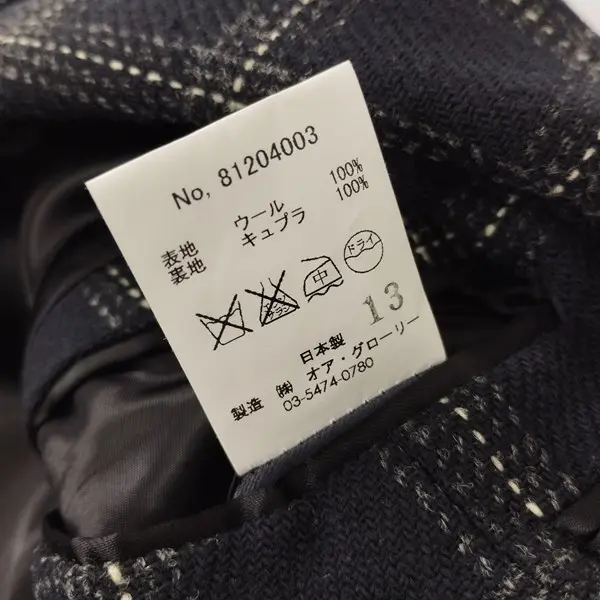 No, 81204003
表地 ウール 100%
裏地 キュプラ 100%
中 ドライ
13
日本製
製造 ㈱ オア・グローリー
03-5474-0780